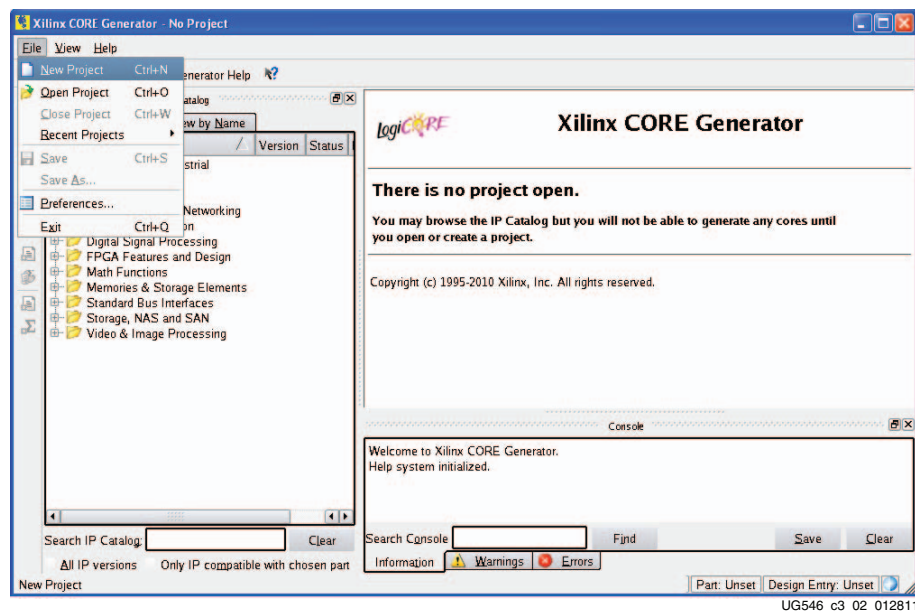 Xilinx CORE Generator - No Project
File View Help
New Project Ctrl+N
Open Project Ctrl+O
Close Project Ctrl+W
Recent Projects
Save Ctrl+S
Save As...
Preferences...
Exit Ctrl+Q
enerator Help
atalog
ew by Name
Version Status
strial
Networking
on
Digital Signal Processing
FPGA Features and Design
Math Functions
Memories & Storage Elements
Standard Bus Interfaces
Storage, NAS and SAN
Video & Image Processing
Search IP Catalog: Clear
All IP versions Only IP compatible with chosen part
New Project
logiCORE Xilinx CORE Generator
There is no project open.
You may browse the IP Catalog but you will not be able to generate any cores until
you open or create a project.
Copyright (c) 1995-2010 Xilinx, Inc. All rights reserved.
Console
Welcome to Xilinx CORE Generator.
Help system initialized.
Search Console Find Save Clear
Information Warnings Errors
Part: Unset Design Entry: Unset
UG546_c3_02_012811